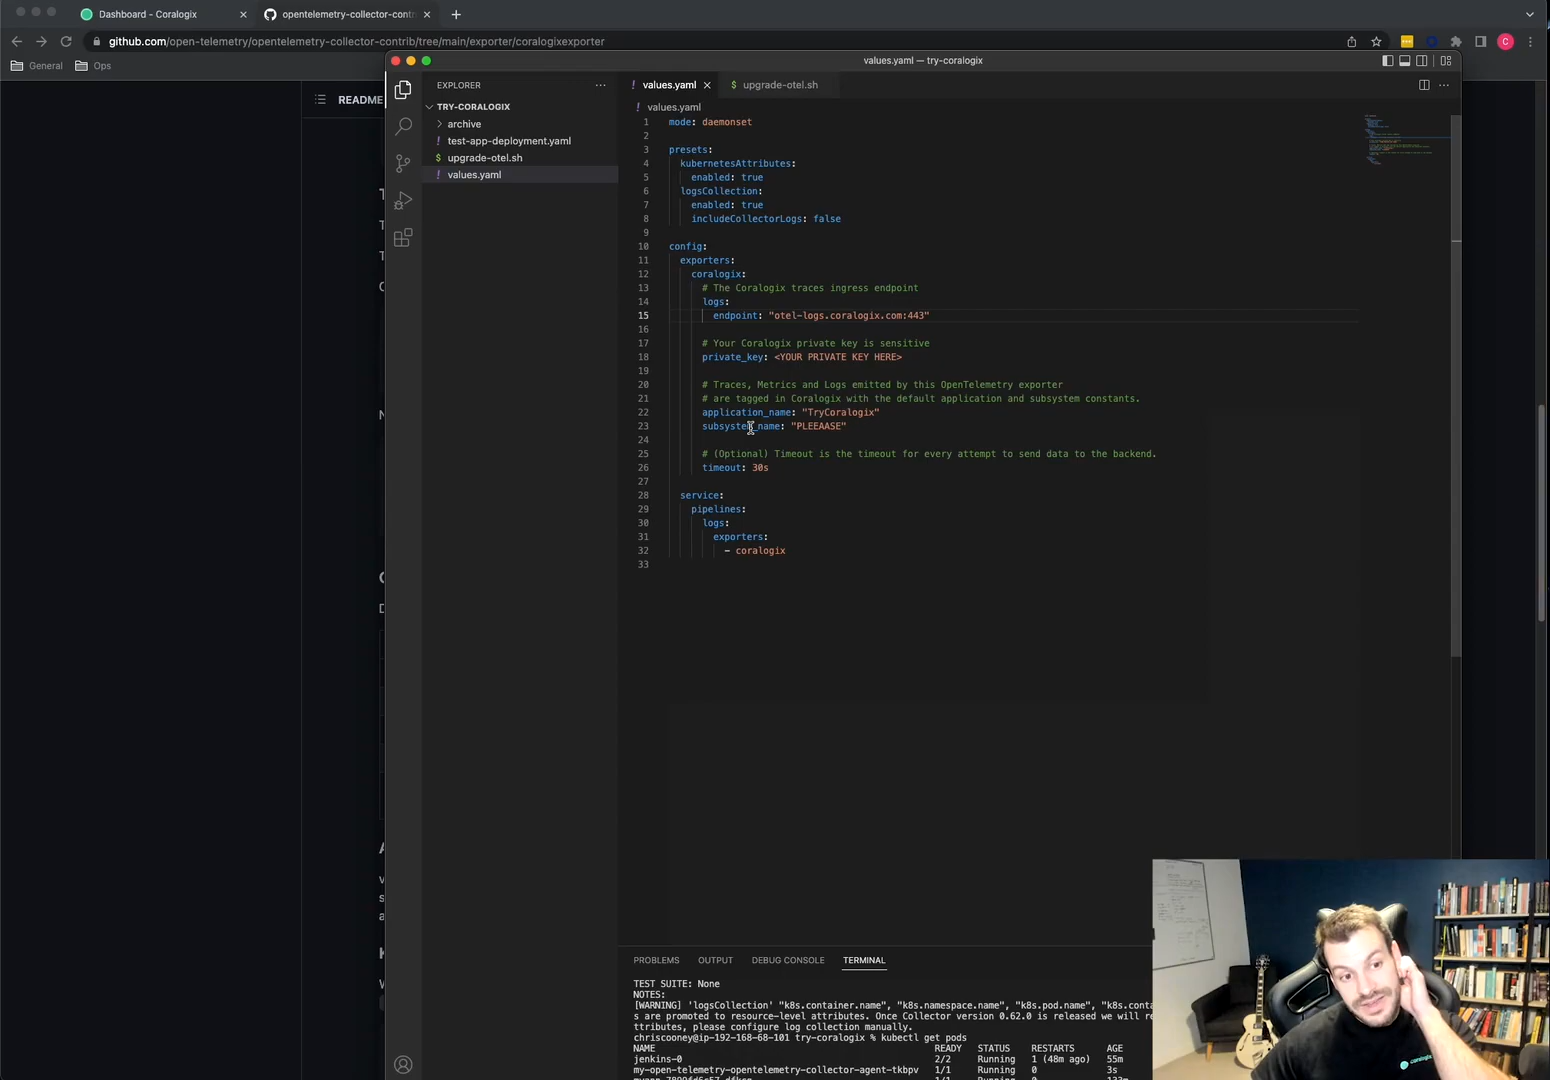 Dashboard - Coralogix
opentelemetry-collector-contri
github.com/open-telemetry/opentelemetry-collector-contrib/tree/main/exporter/coralogixexporter
C
General
Ops
README
values.yaml — try-coralogix
EXPLORER
TRY-CORALOGIX
archive
! test-app-deployment.yaml
$ upgrade-otel.sh
! values.yaml
! values.yaml
$ upgrade-otel.sh
! values.yaml
1 mode: daemonset
2
3 presets:
4 kubernetesAttributes:
5 enabled: true
6 logsCollection:
7 enabled: true
8 includeCollectorLogs: false
9
10 config:
11 exporters:
12 coralogix:
13 # The Coralogix traces ingress endpoint
14 logs:
15 endpoint: "otel-logs.coralogix.com:443"
16
17 # Your Coralogix private key is sensitive
18 private_key: <YOUR PRIVATE KEY HERE>
19
20 # Traces, Metrics and Logs emitted by this OpenTelemetry exporter
21 # are tagged in Coralogix with the default application and subsystem constants.
22 application_name: "TryCoralogix"
23 subsystem_name: "PLEEAASE"
24
25 # (Optional) Timeout is the timeout for every attempt to send data to the backend.
26 timeout: 30s
27
28 service:
29 pipelines:
30 logs:
31 exporters:
32 - coralogix
33
PROBLEMS OUTPUT DEBUG CONSOLE TERMINAL
TEST SUITE: None
NOTES:
[WARNING] 'logsCollection' "k8s.container.name", "k8s.namespace.name", "k8s.pod.name", "k8s.conta
s are promoted to resource-level attributes. Once Collector version 0.62.0 is released we will re
ttributes, please configure log collection manually.
chriscooney@ip-192-168-68-101 try-coralogix % kubectl get pods
NAME READY STATUS RESTARTS AGE
jenkins-0 2/2 Running 1 (48m ago) 55m
my-open-telemetry-opentelemetry-collector-agent-tkbpv 1/1 Running 0 3s
coralogix